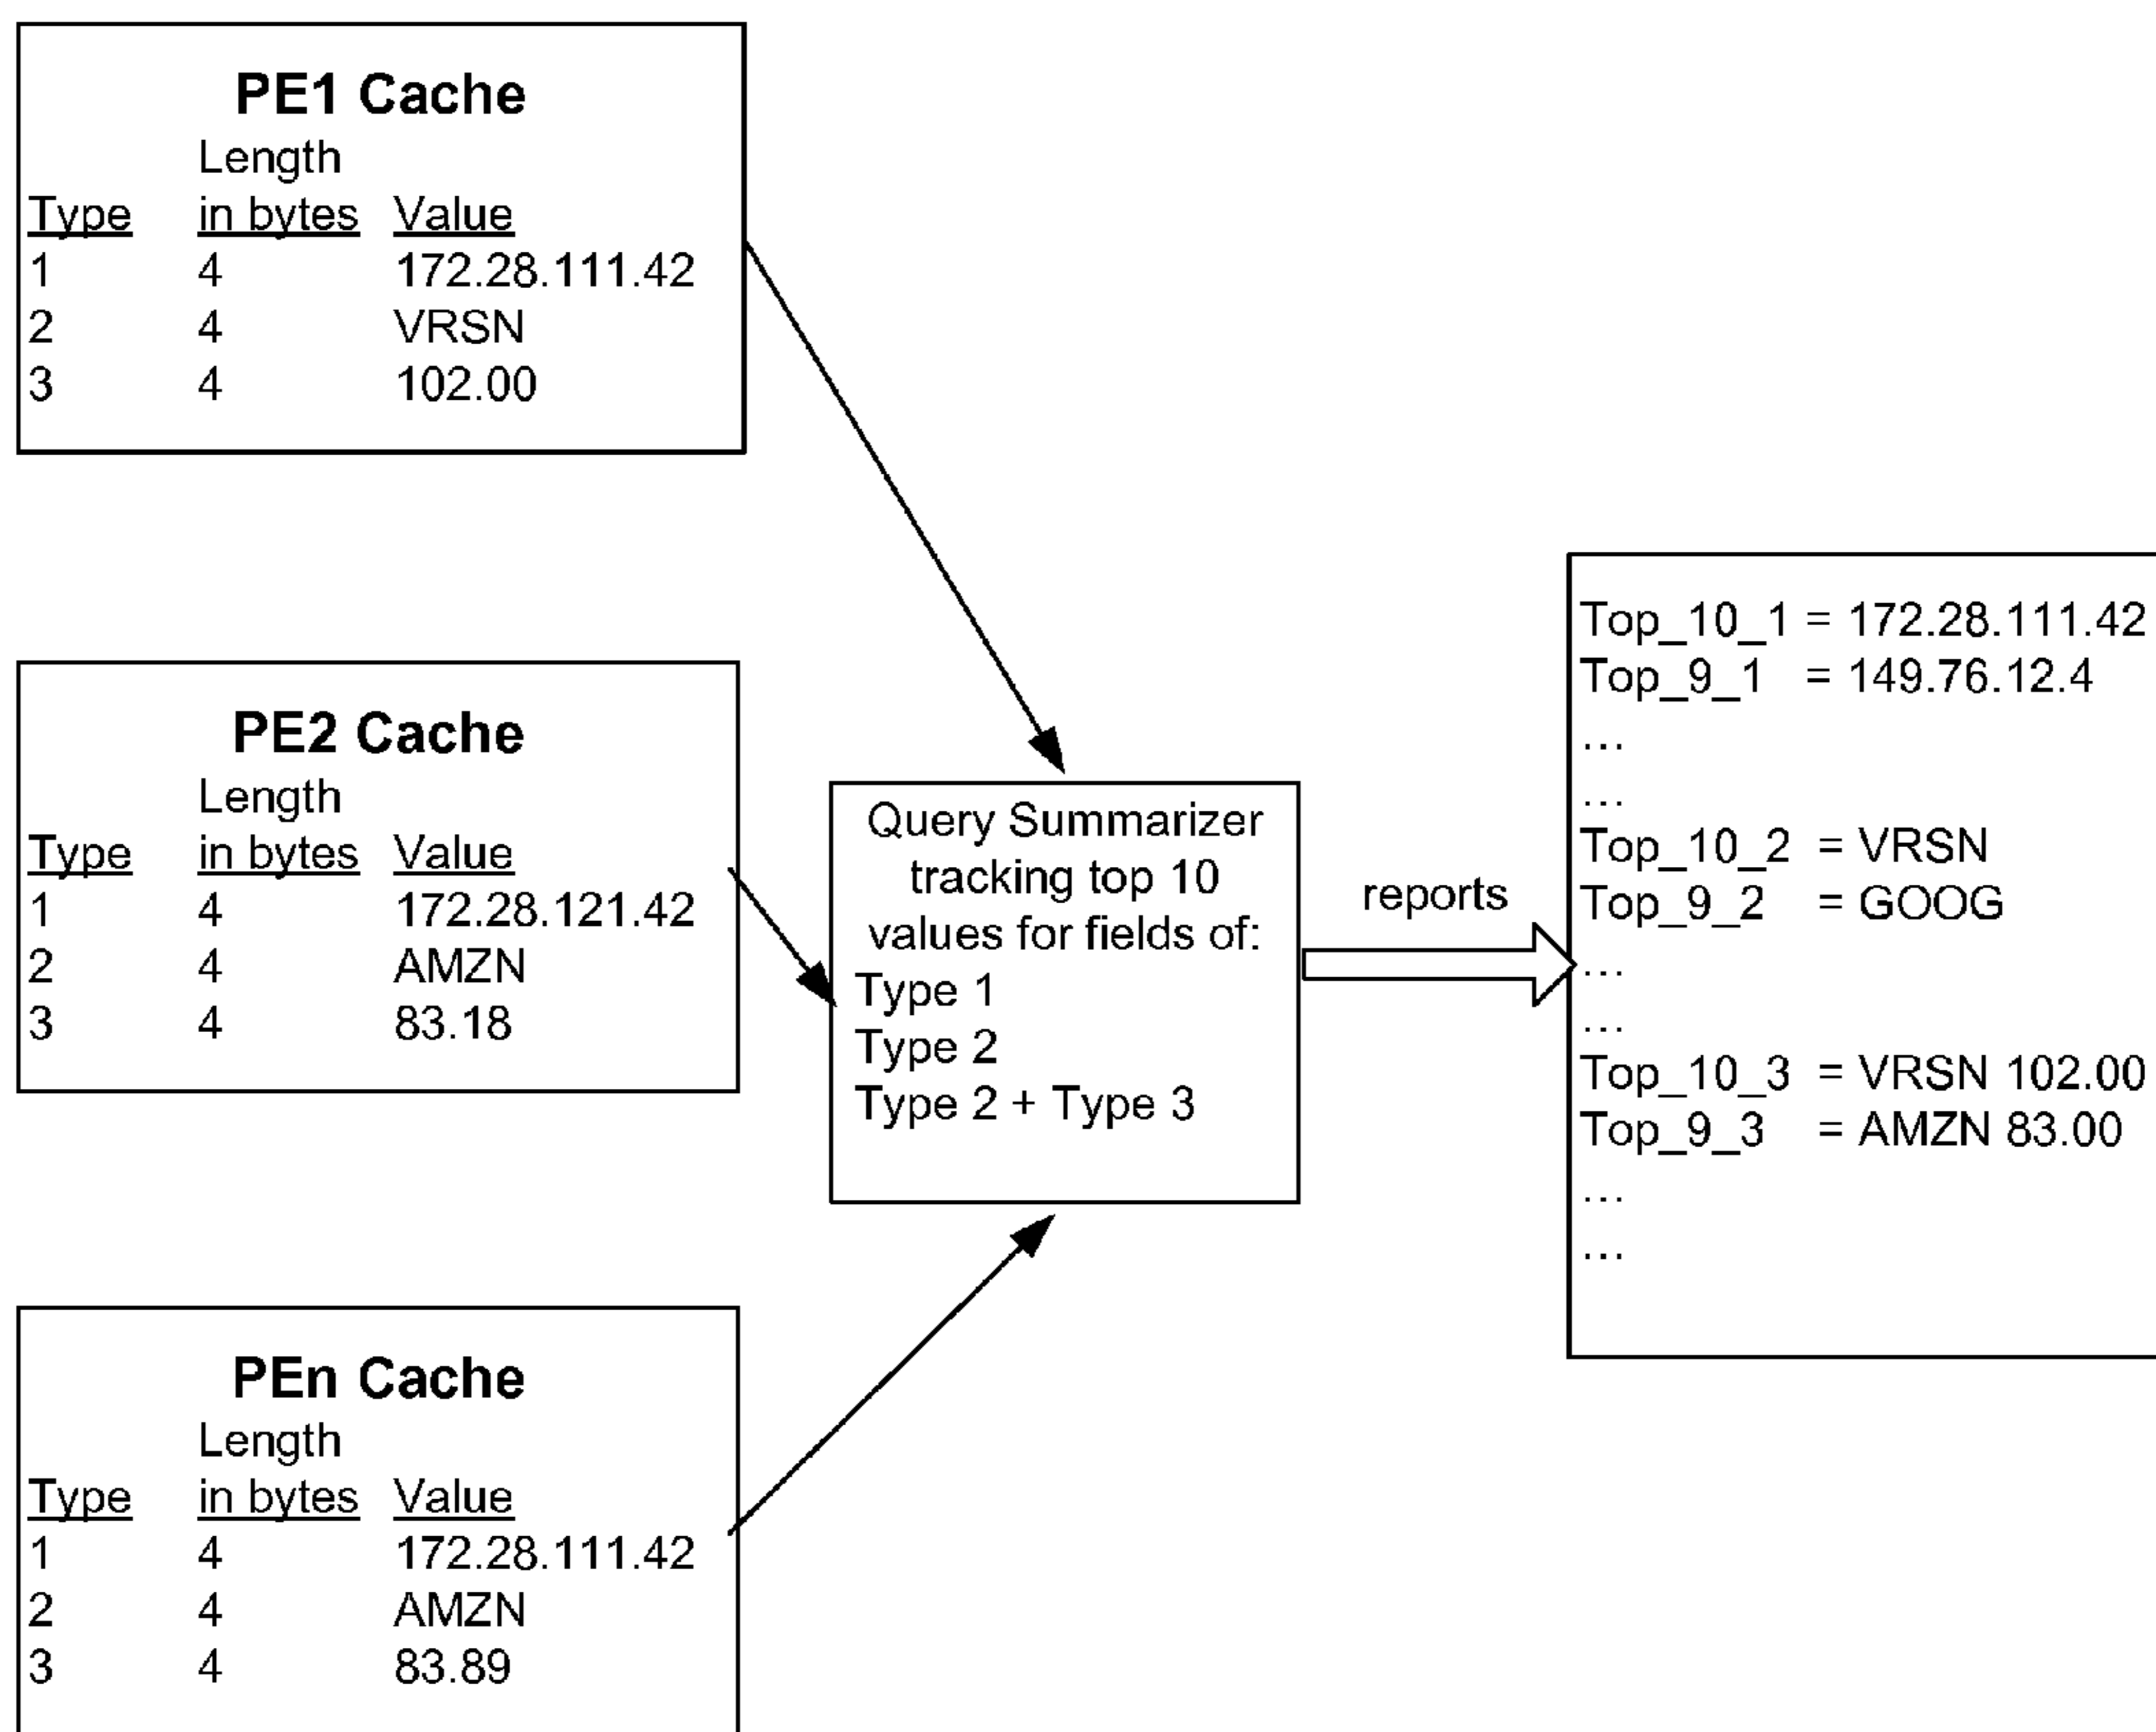 PE1 Cache
Length
Type in bytes Value
1 4 172.28.111.42
2 4 VRSN
3 4 102.00
PE2 Cache
Length
Type in bytes Value
1 4 172.28.121.42
2 4 AMZN
3 4 83.18
PEn Cache
Length
Type in bytes Value
1 4 172.28.111.42
2 4 AMZN
3 4 83.89
Query Summarizer
tracking top 10
values for fields of:
Type 1
Type 2
Type 2 + Type 3
reports
Top_10_1 = 172.28.111.42
Top_9_1 = 149.76.12.4
...
...
Top_10_2 = VRSN
Top_9_2 = GOOG
...
...
Top_10_3 = VRSN 102.00
Top_9_3 = AMZN 83.00
...
...